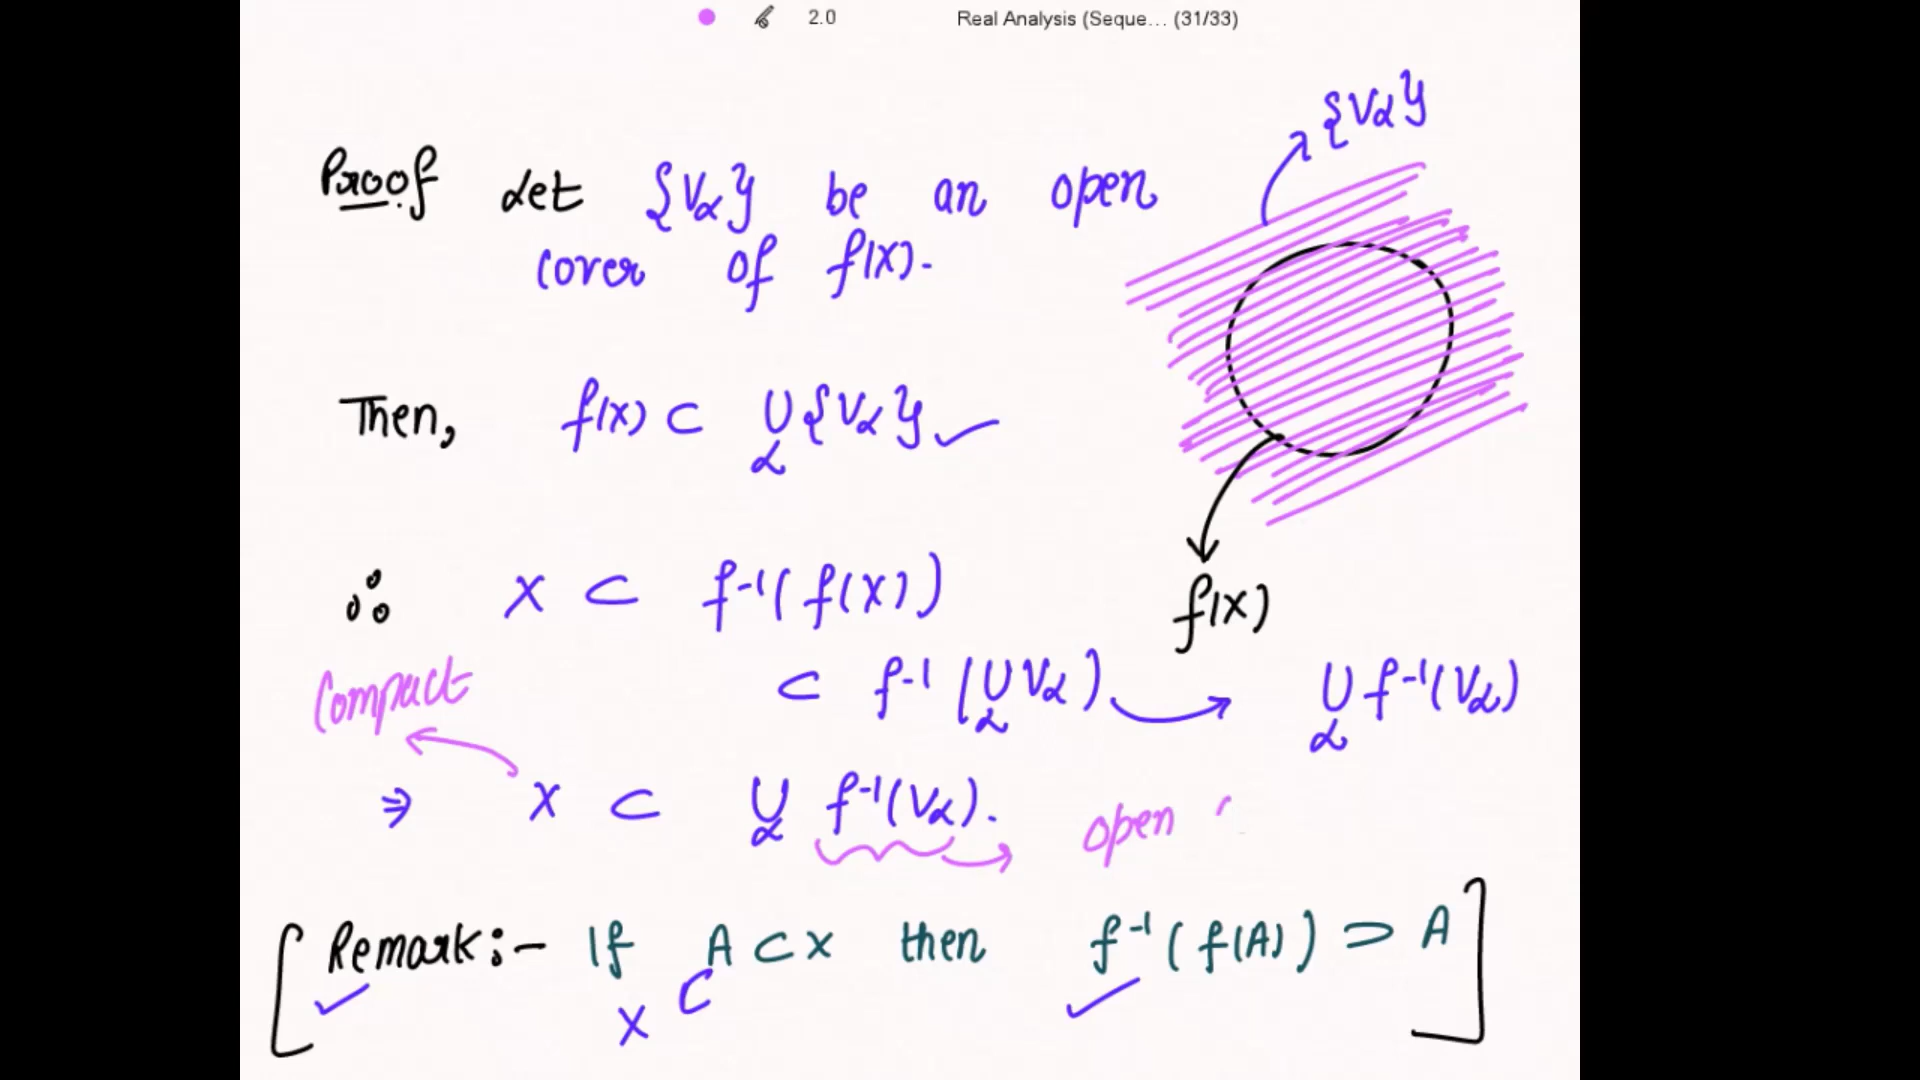 2.0 Real Analysis (Seque... (31/33)
{Vα}
Proof. Let {Vα} be an open
cover of f(X).
Then, f(X) ⊂ ∪α {Vα}
∴ X ⊂ f⁻¹(f(X))
f(X)
Compact ⊂ f⁻¹(∪α Vα) → ∪α f⁻¹(Vα)
⇒ X ⊂ ∪α f⁻¹(Vα). open
[Remark:- If A ⊂ X then f⁻¹(f(A)) ⊃ A]
X ⊂